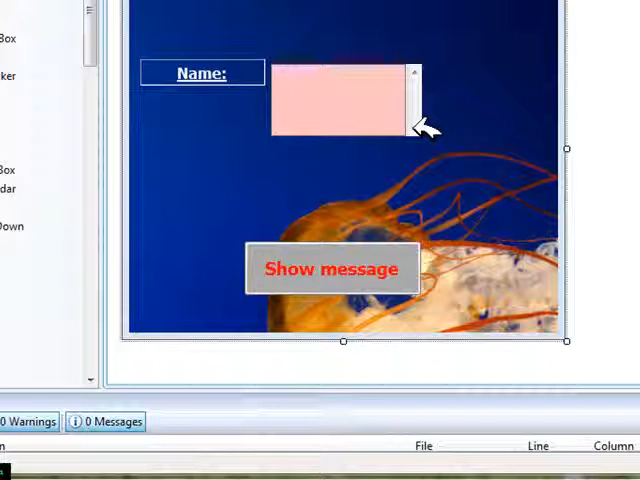 Box
Name:
ker
Box
dar
Down
Show message
0 Warnings
0 Messages
n
File
Line
Column